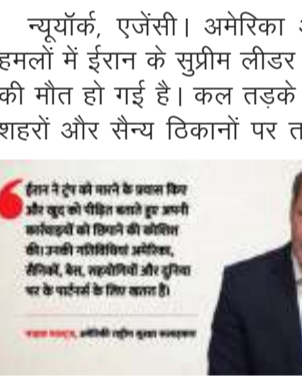 न्यूयॉर्क, एजेंसी। अमेरिका
हमलों में ईरान के सुप्रीम लीडर
की मौत हो गई है। कल तड़के
शहरों और सैन्य ठिकानों पर
ईरान ने ट्रंप को मारने के प्रयास किए
और खुद को पीड़ित बताते हुए अपनी
कार्रवाइयों को छिपाने की कोशिश
की। उनकी गतिविधियां अमेरिका,
सैनिकों, बेस, सहयोगियों और दुनिया
भर के पार्टनर्स के लिए खतरा हैं।
अमेरिकी राष्ट्रीय सुरक्षा सलाहकार